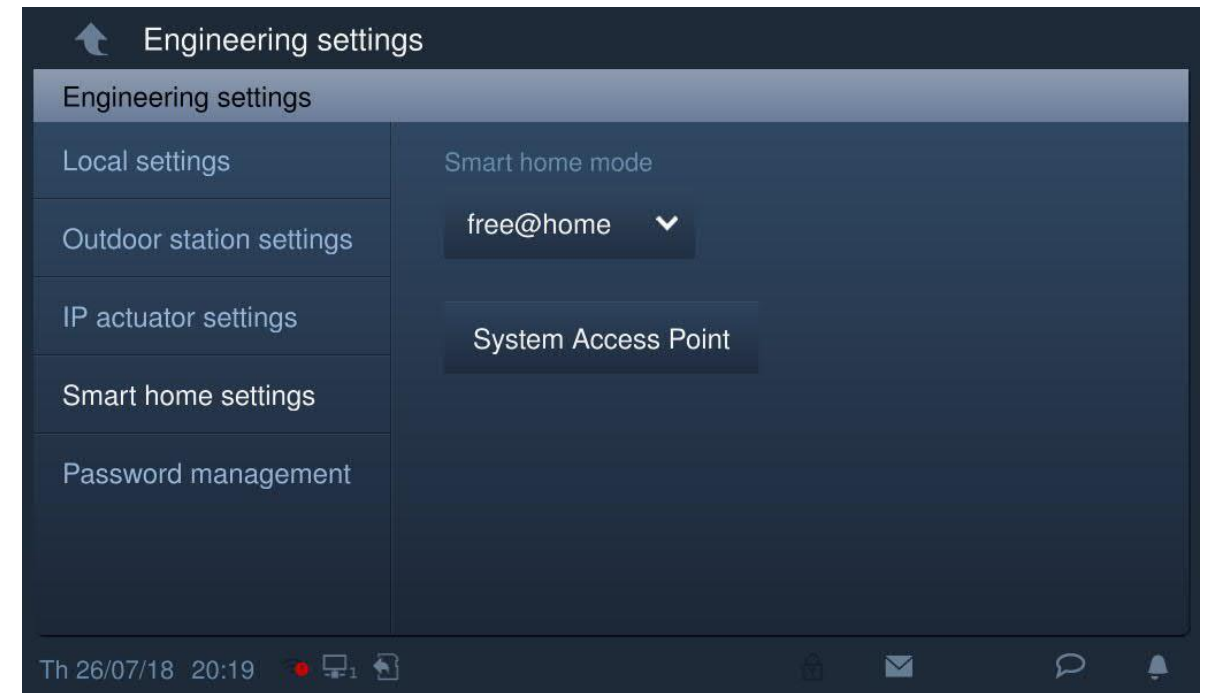 Engineering settings
Engineering settings
Local settings
Outdoor station settings
IP actuator settings
Smart home settings
Password management
Smart home mode
free@home
System Access Point
Th 26/07/18 20:19
1